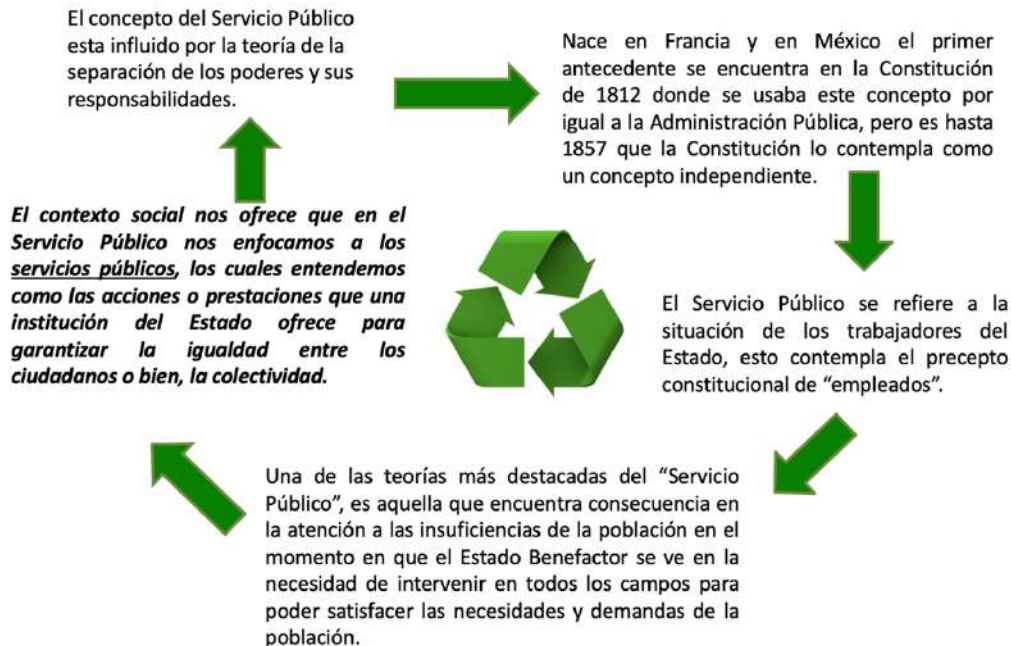 El concepto del Servicio Público
esta influido por la teoría de la
separación de los poderes y sus
responsabilidades.
Nace en Francia y en México el primer
antecedente se encuentra en la Constitución
de 1812 donde se usaba este concepto por
igual a la Administración Pública, pero es hasta
1857 que la Constitución lo contempla como
un concepto independiente.
El Servicio Público se refiere a la
situación de los trabajadores del
Estado, esto contempla el precepto
constitucional de “empleados”.
Una de las teorías más destacadas del “Servicio
Público”, es aquella que encuentra consecuencia en
la atención a las insuficiencias de la población en el
momento en que el Estado Benefactor se ve en la
necesidad de intervenir en todos los campos para
poder satisfacer las necesidades y demandas de la
población.
El contexto social nos ofrece que en el
Servicio Público nos enfocamos a los
servicios públicos, los cuales entendemos
como las acciones o prestaciones que una
institución del Estado ofrece para
garantizar la igualdad entre los
ciudadanos o bien, la colectividad.